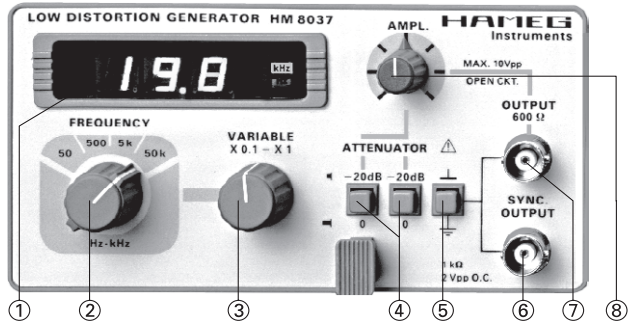 LOW DISTORTION GENERATOR HM 8037
HAMEG
Instruments
AMPL.
19.8
kHz
MAX. 10Vpp
OPEN CKT.
FREQUENCY
50
500
5k
50k
Hz-kHz
VARIABLE
X 0.1 – X 1
ATTENUATOR
-20dB
-20dB
0
0
OUTPUT
600 Ω
SYNC.
OUTPUT
1 kΩ
2 Vpp O.C.
①
②
③
④
⑤
⑥
⑦
⑧